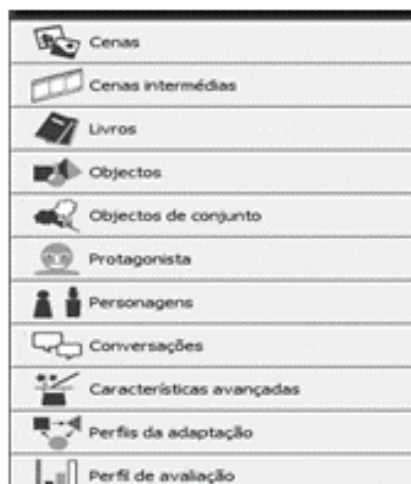 Cenas
Cenas intermédias
Livros
Objectos
Objectos de conjunto
Protagonista
Personagens
Conversações
Características avançadas
Perfis da adaptação
Perfil de avaliação